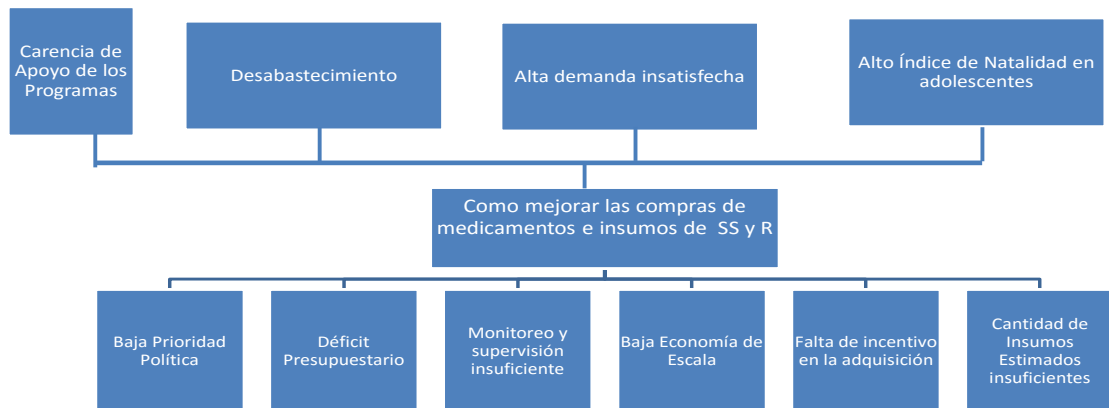 Carencia de
Apoyo de los
Programas
Desabastecimiento
Alta demanda insatisfecha
Alto Índice de Natalidad en
adolescentes
Como mejorar las compras de
medicamentos e insumos de SS y R
Baja Prioridad
Política
Déficit
Presupuestario
Monitoreo y
supervisión
insuficiente
Baja Economía de
Escala
Falta de incentivo
en la adquisición
Cantidad de
Insumos
Estimados
insuficientes